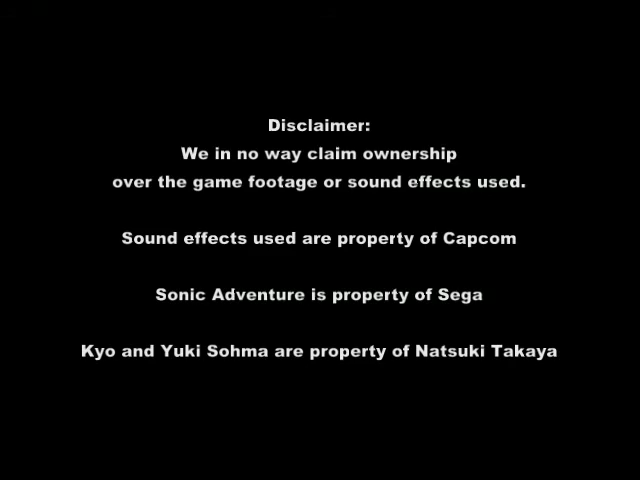 Disclaimer:
We in no way claim ownership
over the game footage or sound effects used.
Sound effects used are property of Capcom
Sonic Adventure is property of Sega
Kyo and Yuki Sohma are property of Natsuki Takaya